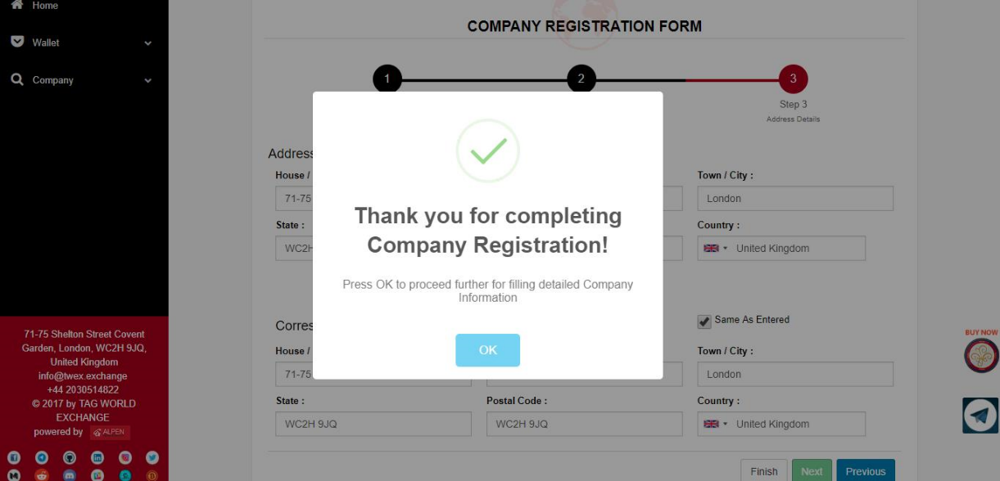 Home
Wallet
Company
71-75 Shelton Street Covent
Garden, London, WC2H 9JQ,
United Kingdom
info@twex.exchange
+44 2030514822
© 2017 by TAG WORLD
EXCHANGE
powered by ALPEN
COMPANY REGISTRATION FORM
1
2
3
Step 3
Address Details
Address
House /
Town / City :
71-75
London
State :
Country :
WC2H
United Kingdom
Thank you for completing
Company Registration!
Press OK to proceed further for filling detailed Company
Information
OK
Corres
Same As Entered
House /
Town / City :
71-75
London
State :
Postal Code :
Country :
WC2H 9JQ
WC2H 9JQ
United Kingdom
Finish
Next
Previous
BUY NOW